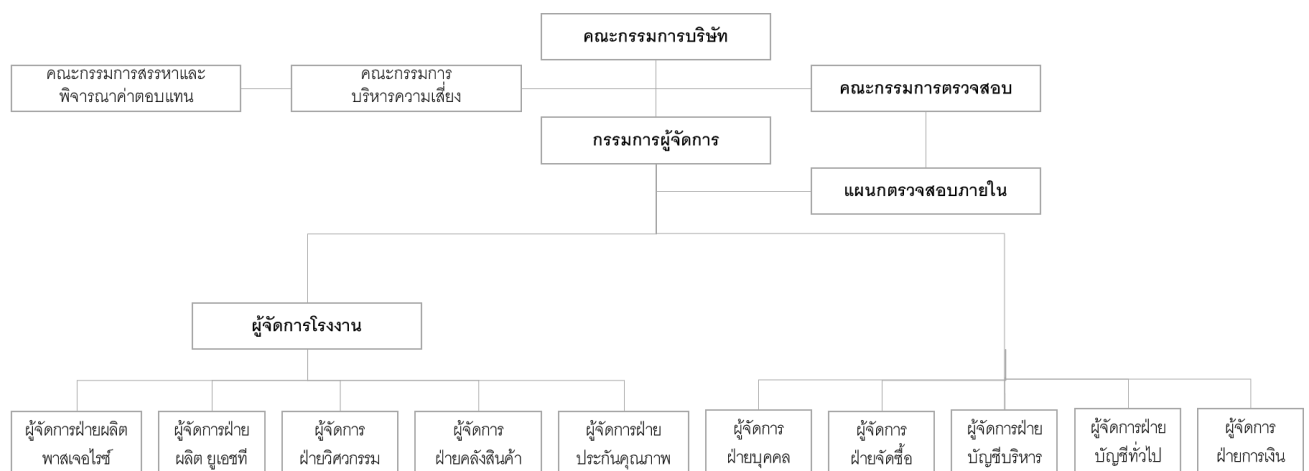 คณะกรรมการบริษัท
คณะกรรมการสรรหาและ
พิจารณาค่าตอบแทน
คณะกรรมการ
บริหารความเสี่ยง
คณะกรรมการตรวจสอบ
กรรมการผู้จัดการ
แผนกตรวจสอบภายใน
ผู้จัดการโรงงาน
ผู้จัดการฝ่ายผลิต
พาสเจอไรซ์
ผู้จัดการฝ่าย
ผลิต ยูเอชที
ผู้จัดการ
ฝ่ายวิศวกรรม
ผู้จัดการ
ฝ่ายคลังสินค้า
ผู้จัดการฝ่าย
ประกันคุณภาพ
ผู้จัดการ
ฝ่ายบุคคล
ผู้จัดการ
ฝ่ายจัดซื้อ
ผู้จัดการฝ่าย
บัญชีบริหาร
ผู้จัดการฝ่าย
บัญชีทั่วไป
ผู้จัดการ
ฝ่ายการเงิน